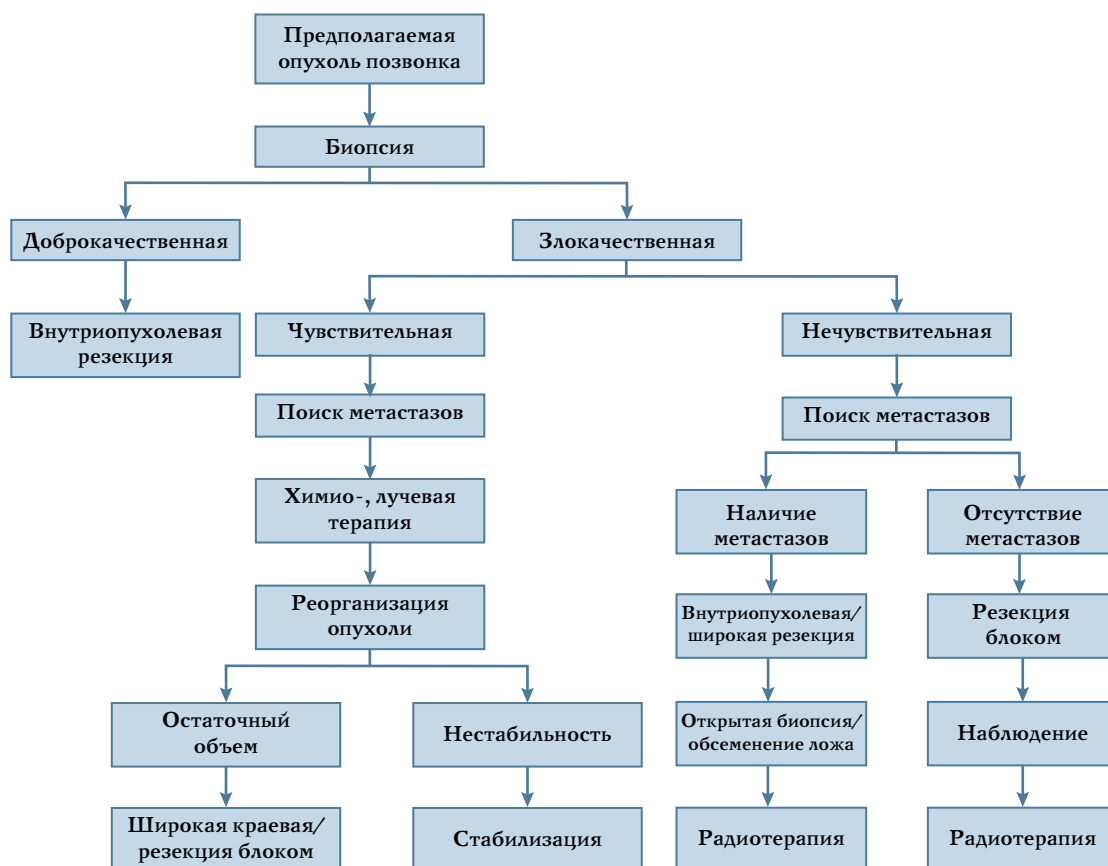 Предполагаемая
опухоль позвонка
Биопсия
Доброкачественная
Злокачественная
Внутриопухолевая
резекция
Чувствительная
Нечувствительная
Поиск метастазов
Поиск метастазов
Химио-, лучевая
терапия
Наличие
метастазов
Отсутствие
метастазов
Реорганизация
опухоли
Внутриопухолевая/
широкая резекция
Резекция
блоком
Остаточный
объем
Нестабильность
Открытая биопсия/
обсеменение ложа
Наблюдение
Широкая краевая/
резекция блоком
Стабилизация
Радиотерапия
Радиотерапия